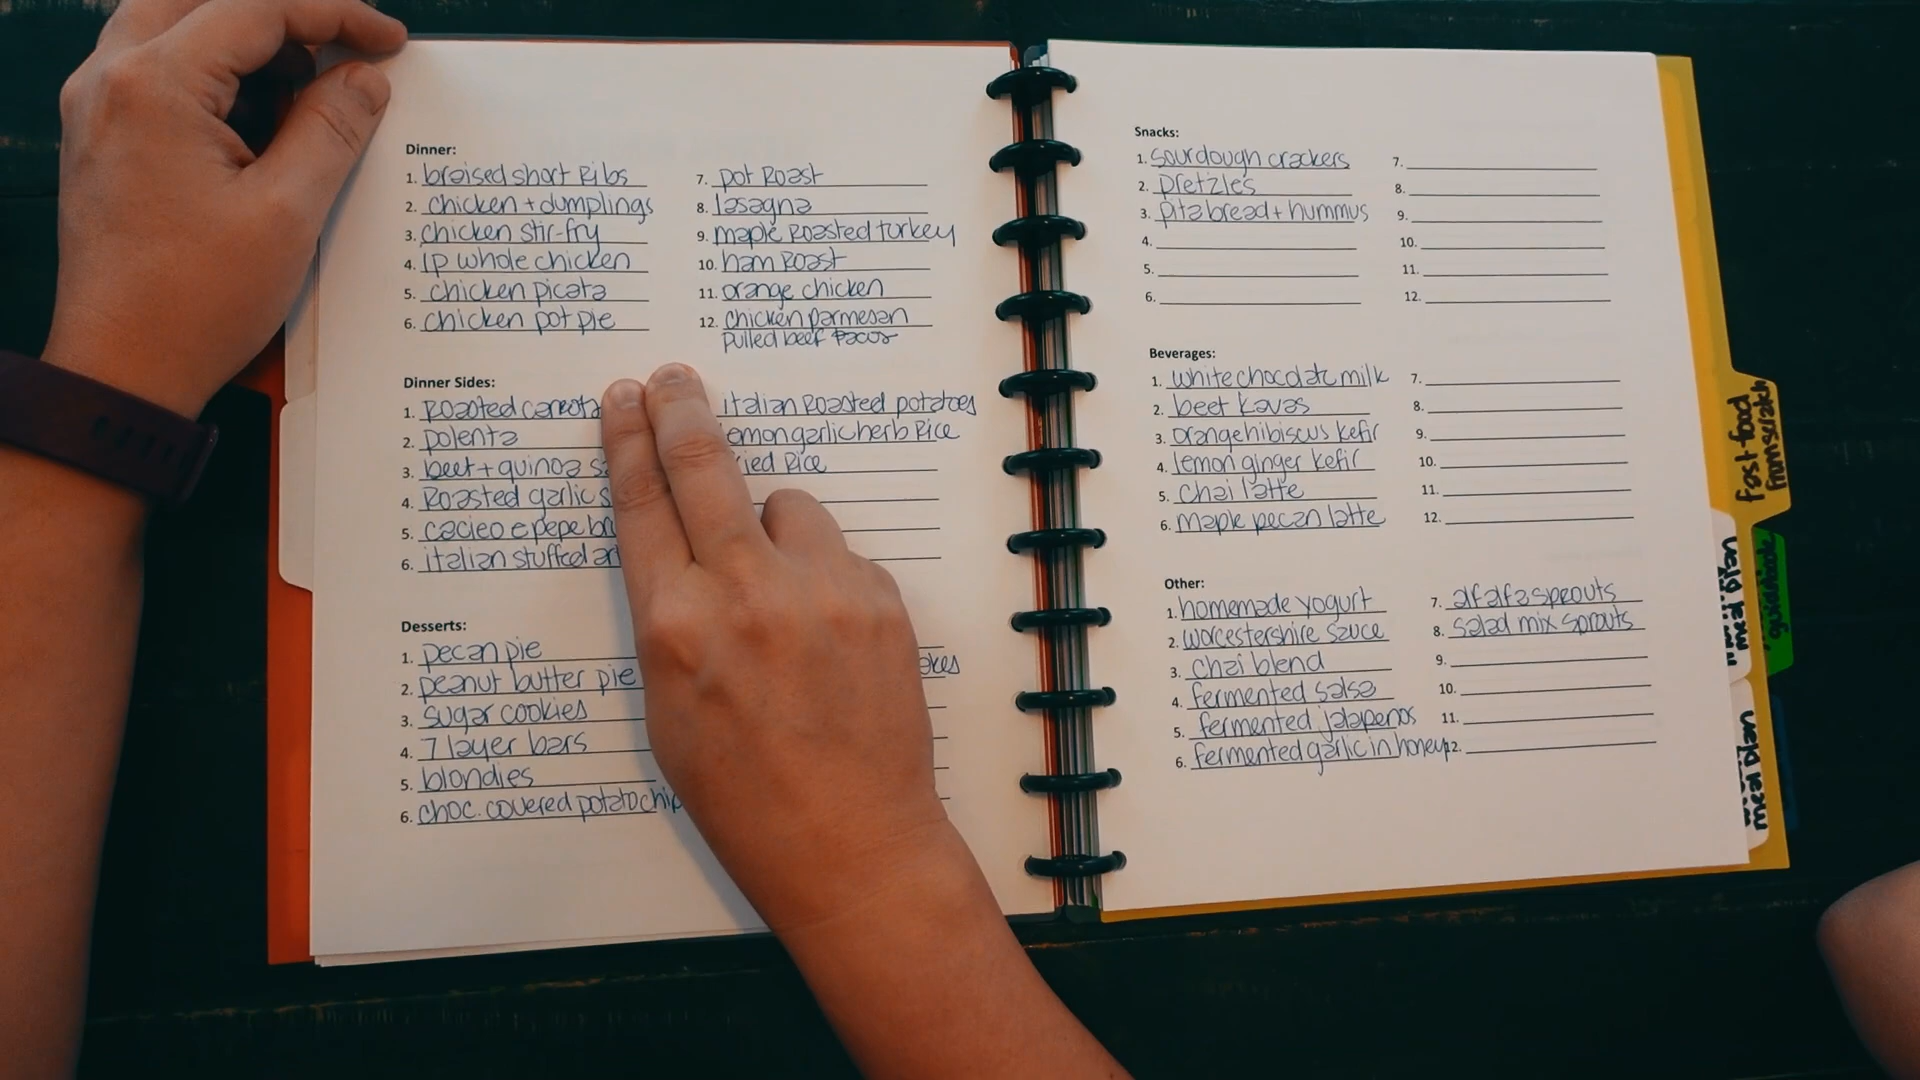 Dinner:
1. braised short Ribs
2. chicken + dumplings
3. chicken stir-fry
4. IP whole chicken
5. chicken picata
6. chicken pot pie
7. pot Roast
8. lasagna
9. maple Roasted turkey
10. ham Roast
11. orange chicken
12. chicken parmesan
pulled beef tacos
Dinner Sides:
1. Roasted carrots
2. polenta
3. beet + quinoa
4. Roasted garlic
5. cacieo e pepe
6. italian stuffed
italian Roasted potatoes
lemon garlic herb Rice
Rice
Desserts:
1. pecan pie
2. peanut butter pie
3. sugar cookies
4. 7 layer bars
5. blondies
6. choc. covered potato chip
Snacks:
1. sourdough crackers
2. pretzles
3. pita bread + hummus
4.
5.
6.
7.
8.
9.
10.
11.
12.
Beverages:
1. white chocolate milk
2. beet kavas
3. orange hibiscus kefir
4. lemon ginger kefir
5. chai latte
6. maple pecan latte
7.
8.
9.
10.
11.
12.
Other:
1. homemade yogurt
2. worcestershire sauce
3. chai blend
4. fermented salsa
5. fermented jalapenos
6. fermented garlic in honey
7. alfalfa sprouts
8. salad mix sprouts
9.
10.
11.
12.
fast food
from scratch
meal plan
meal plan